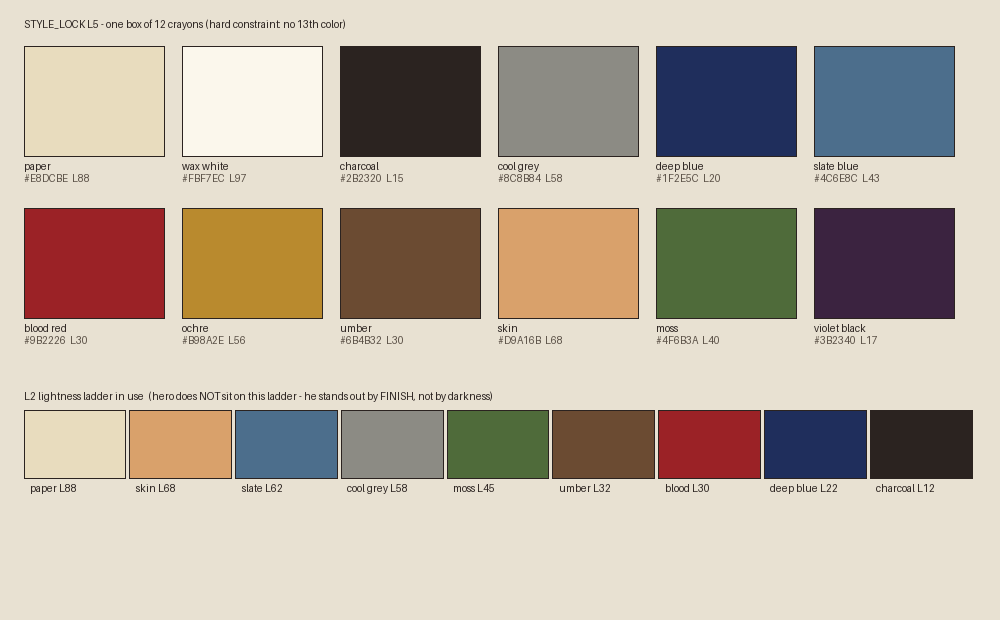 STYLE_LOCK L5 - one box of 12 crayons (hard constraint: no 13th color)
paper
#E8DCBE L88
wax white
#FBF7EC L97
charcoal
#2B2320 L15
cool grey
#8C8B84 L58
deep blue
#1F2E5C L20
slate blue
#4C6E8C L43
blood red
#9B2226 L30
ochre
#B98A2E L56
umber
#6B4B32 L30
skin
#D9A16B L68
moss
#4F6B3A L40
violet black
#3B2340 L17
L2 lightness ladder in use (hero does NOT sit on this ladder - he stands out by FINISH, not by darkness)
paper L88
skin L68
slate L62
cool grey L58
moss L45
umber L32
blood L30
deep blue L22
charcoal L12